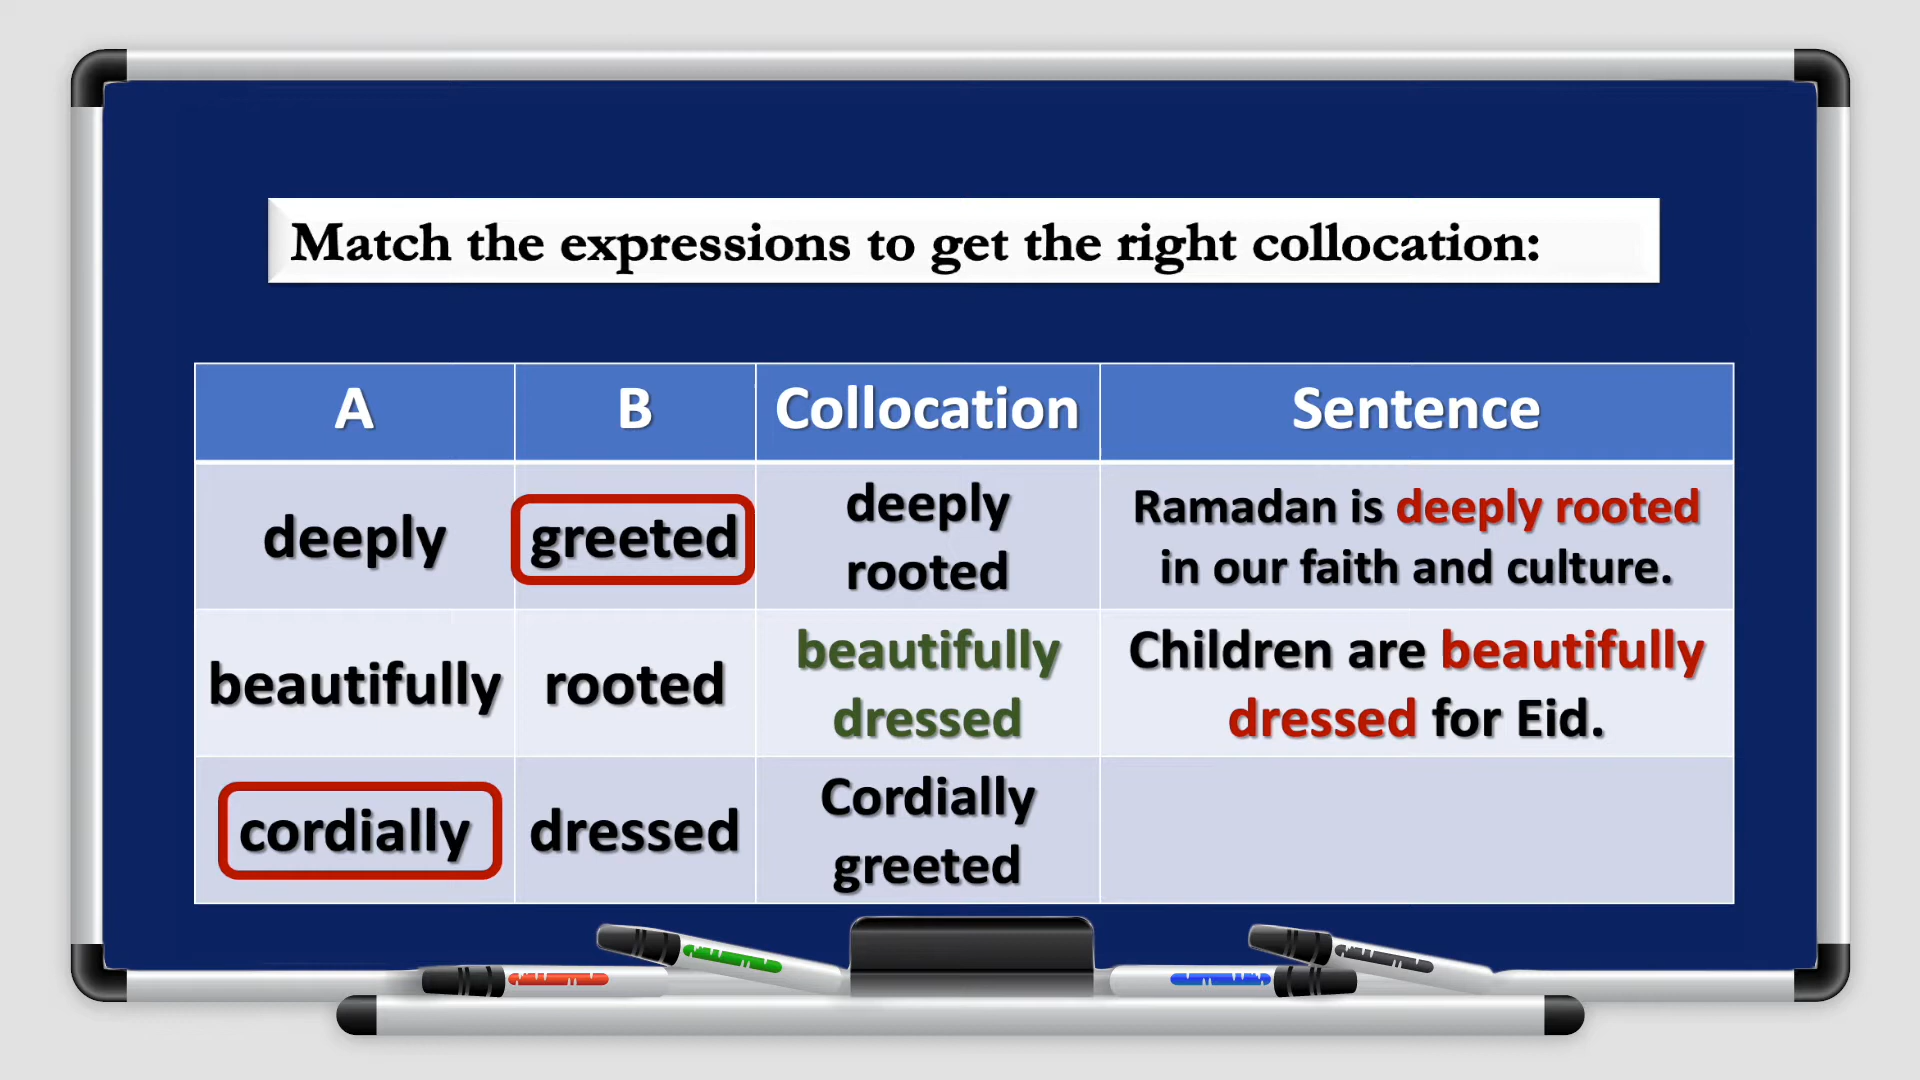 Match the expressions to get the right collocation:
A B Collocation Sentence
deeply greeted deeply rooted Ramadan is deeply rooted in our faith and culture.
beautifully rooted beautifully dressed Children are beautifully dressed for Eid.
cordially dressed Cordially greeted